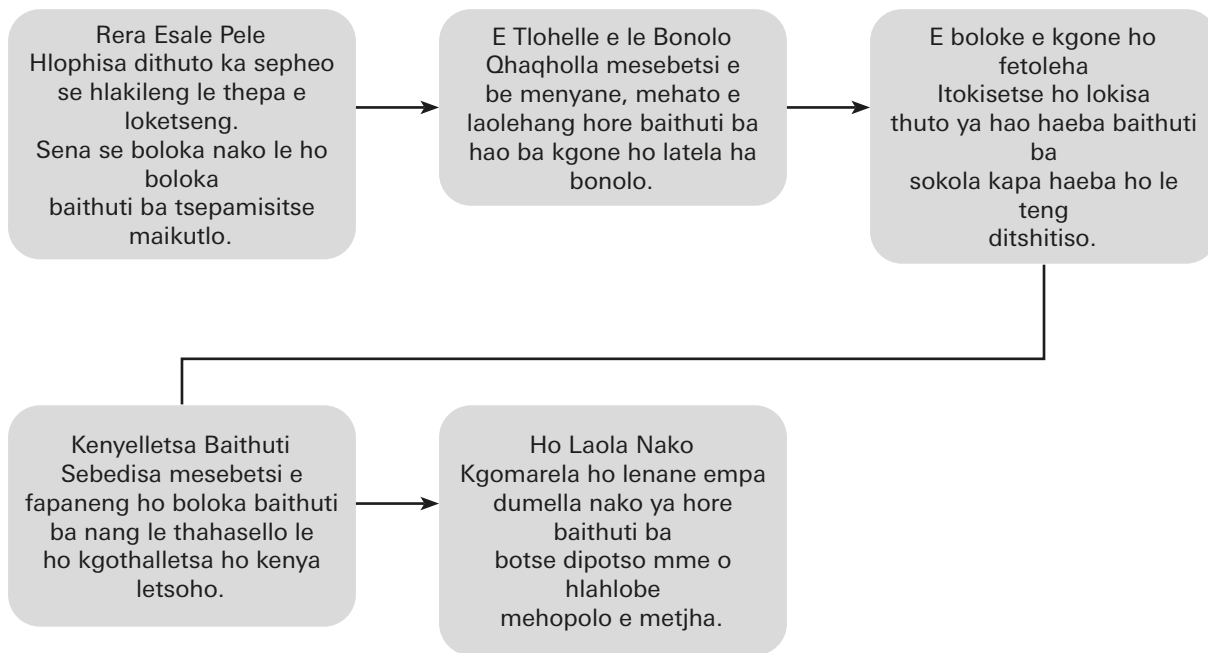 Rera Esale Pele
Hlophisa dithuto ka sepheo
se hlakileng le thepa e
loketseng.
Sena se boloka nako le ho
boloka
baithuti ba tsepamisitse
maikutlo.
E Tlohelle e le Bonolo
Qhaqholla mesebetsi e
be menyane, mehato e
laolehang hore baithuti ba
hao ba kgone ho latela ha
bonolo.
E boloke e kgone ho
fetoleha
Itokisetse ho lokisa
thuto ya hao haeba baithuti
ba
sokola kapa haeba ho le
teng
ditshitiso.
Kenyelletsa Baithuti
Sebedisa mesebetsi e
fapaneng ho boloka baithuti
ba nang le thahasello le
ho kgothalletsa ho kenya
letsoho.
Ho Laola Nako
Kgomarela ho lenane empa
dumella nako ya hore
baithuti ba
botse dipotso mme o
hlahlobe
mehopolo e metjha.